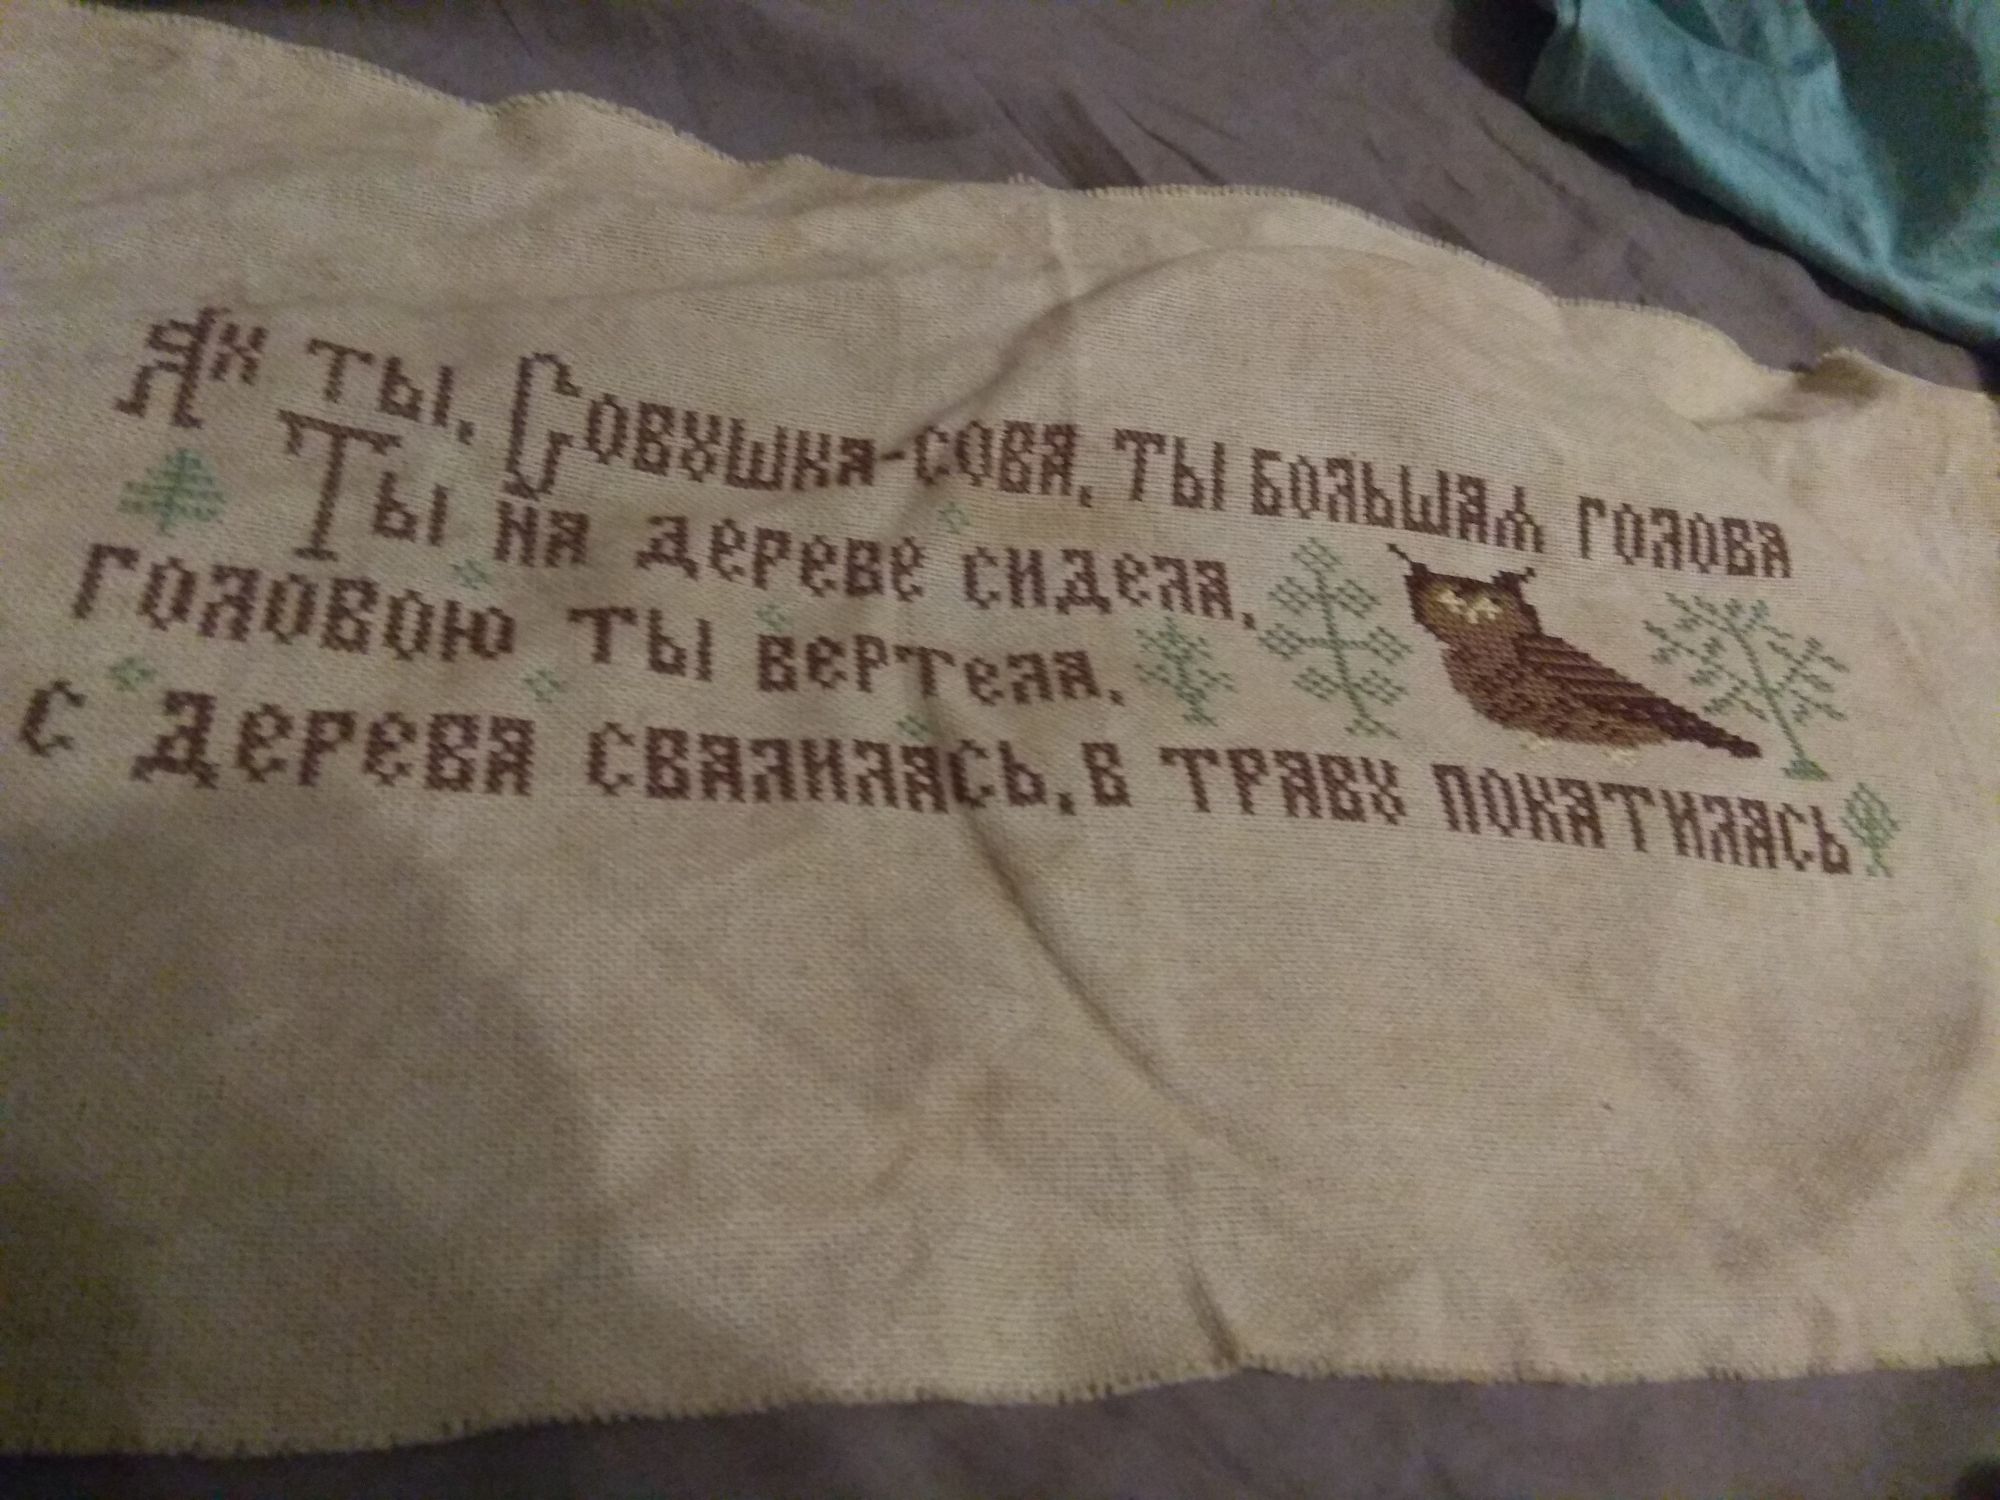 Ах ты, Совушка-сова, ты большая голова
Ты на дереве сидела,
головою ты вертела,
с дерева свалилась, в траву покатилась